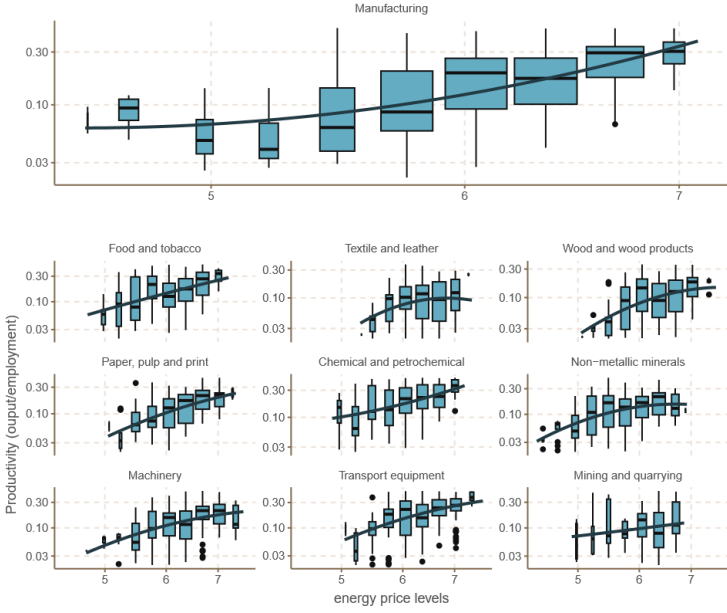 Manufacturing
0.30
0.10
0.03
5 6 7
Productivity (ouput/employment)
Food and tobacco Textile and leather Wood and wood products
0.30 0.30 0.30
0.10 0.10 0.10
0.03 0.03 0.03
Paper, pulp and print Chemical and petrochemical Non−metallic minerals
0.30 0.30 0.30
0.10 0.10 0.10
0.03 0.03 0.03
Machinery Transport equipment Mining and quarrying
0.30 0.30 0.30
0.10 0.10 0.10
0.03 0.03 0.03
5 6 7 5 6 7 5 6 7
energy price levels